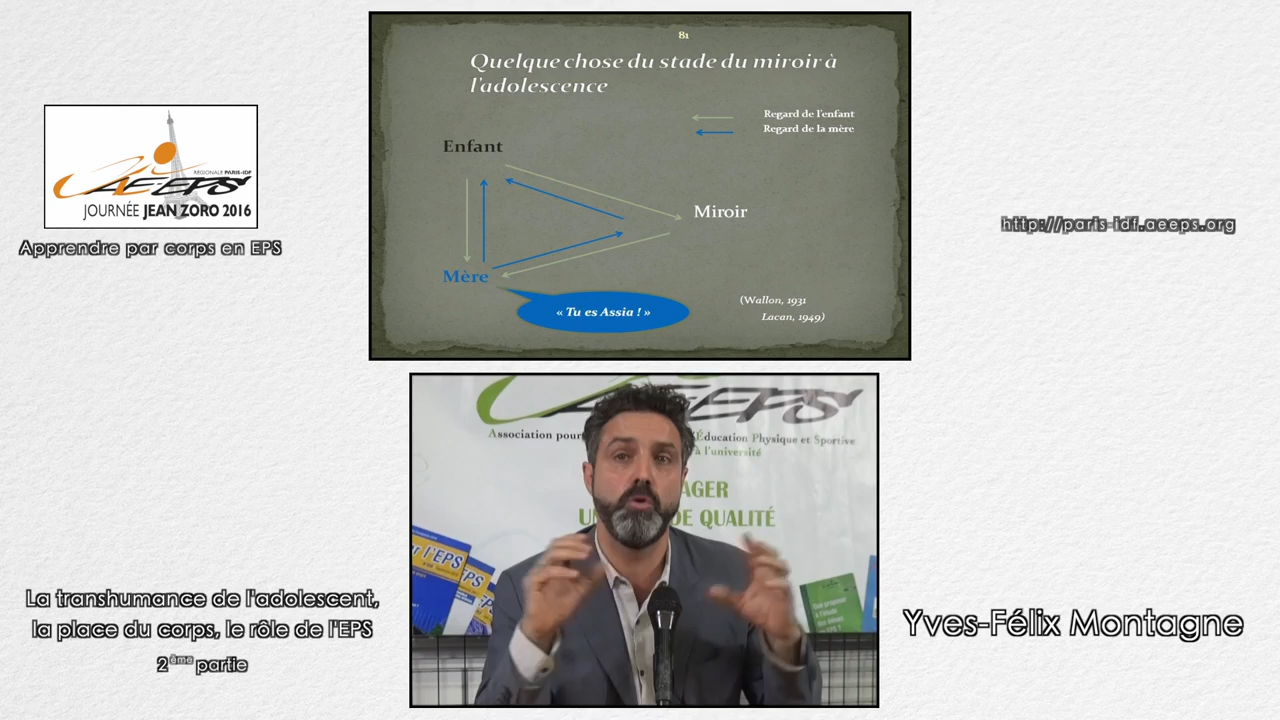 81
Quelque chose du stade du miroir à
l'adolescence
Regard de l'enfant
Regard de la mère
Enfant
Miroir
Mère
« Tu es Assia ! »
(Wallon, 1931
Lacan, 1949)
RÉGIONALE PARIS-IDF
AEEPS
JOURNÉE JEAN ZORO 2016
Apprendre par corps en EPS
http://paris-idf.aeeps.org
AEEPS
Association pour
Éducation Physique et Sportive
à l'université
AGER
DE QUALITÉ
r l'EPS
EPS
La transhumance de l'adolescent,
la place du corps, le rôle de l'EPS
2ème partie
Yves-Félix Montagne